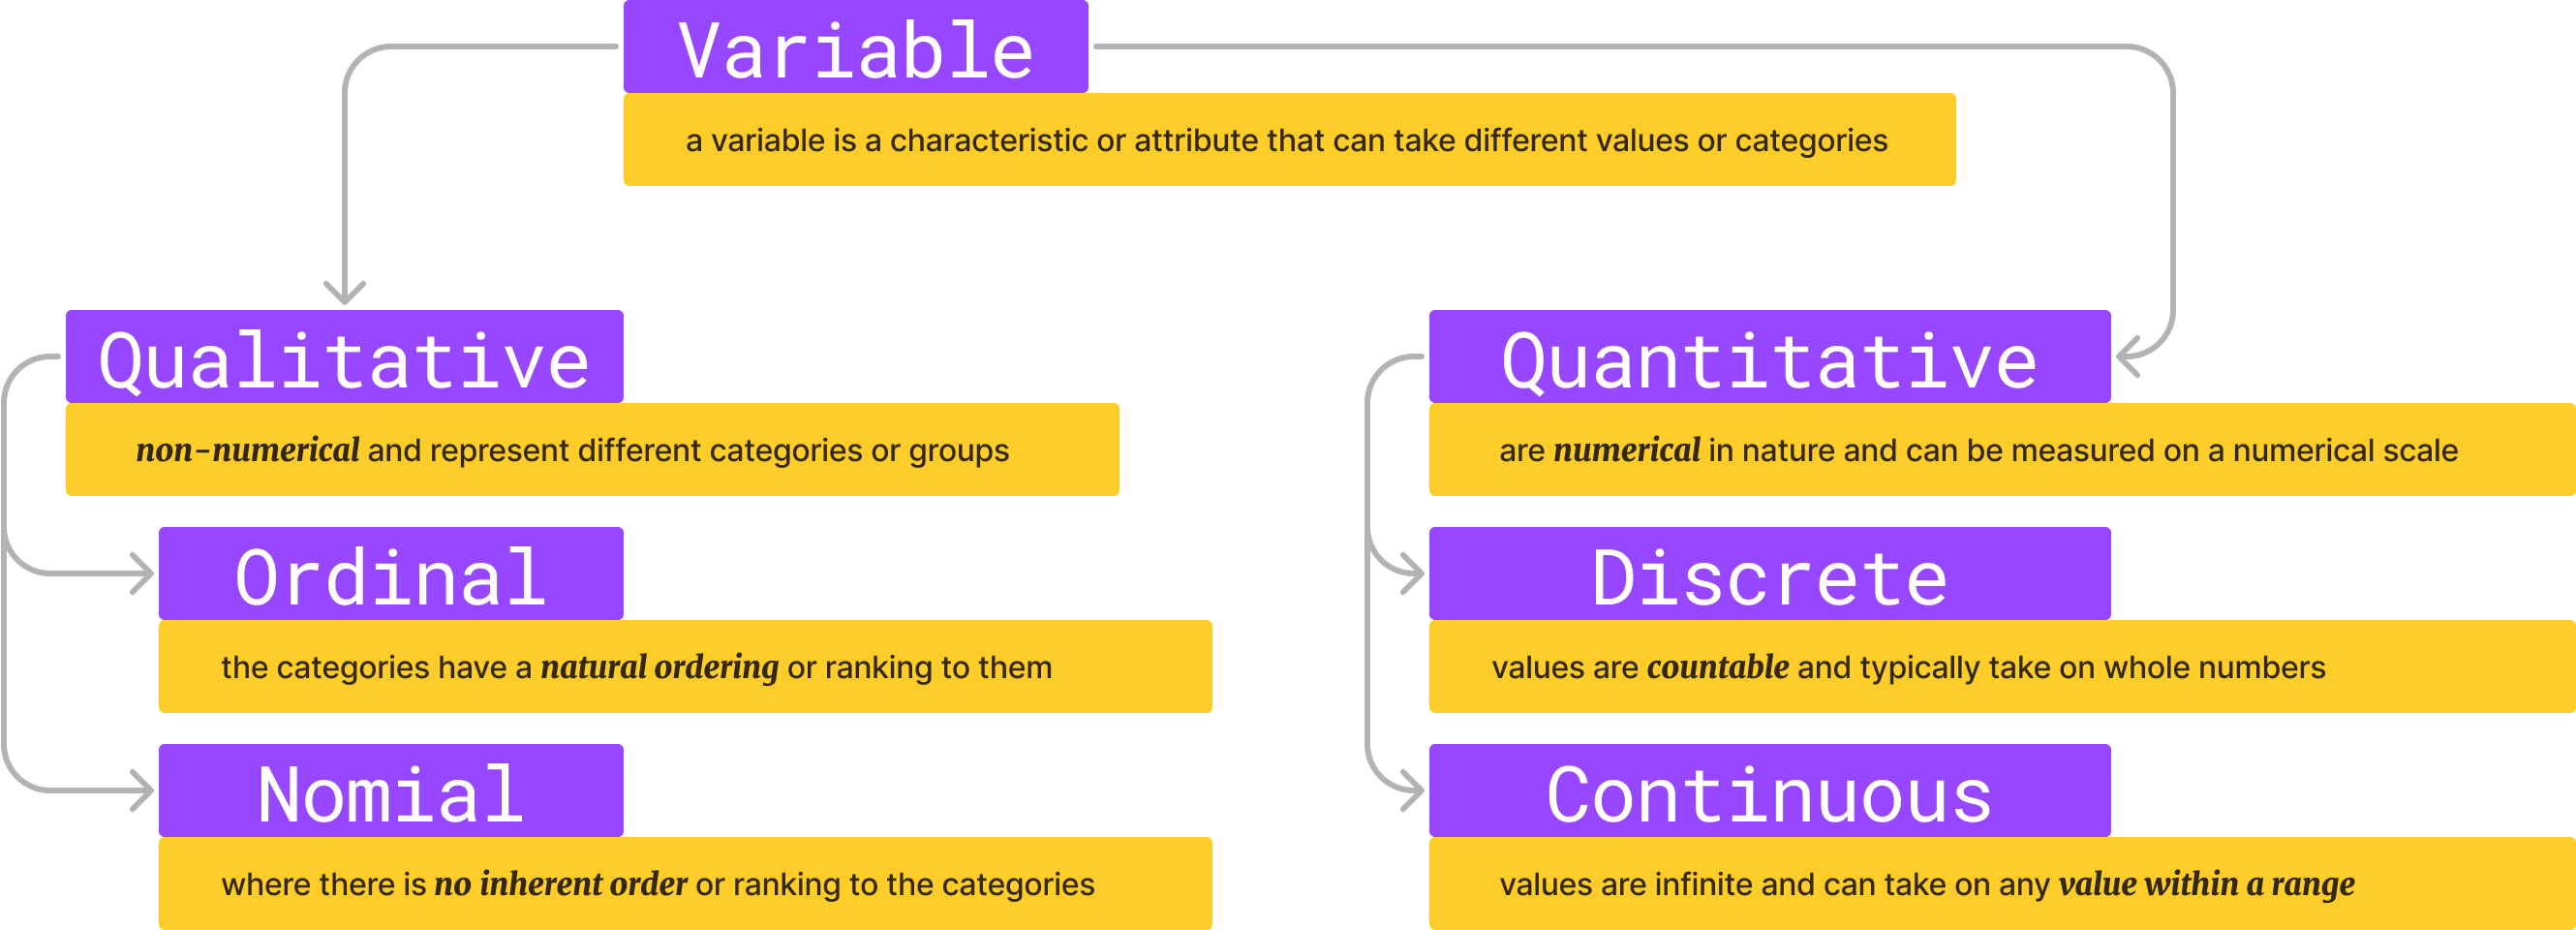 Variable
a variable is a characteristic or attribute that can take different values or categories
Qualitative
non-numerical and represent different categories or groups
Ordinal
the categories have a natural ordering or ranking to them
Nomial
where there is no inherent order or ranking to the categories
Quantitative
are numerical in nature and can be measured on a numerical scale
Discrete
values are countable and typically take on whole numbers
Continuous
values are infinite and can take on any value within a range